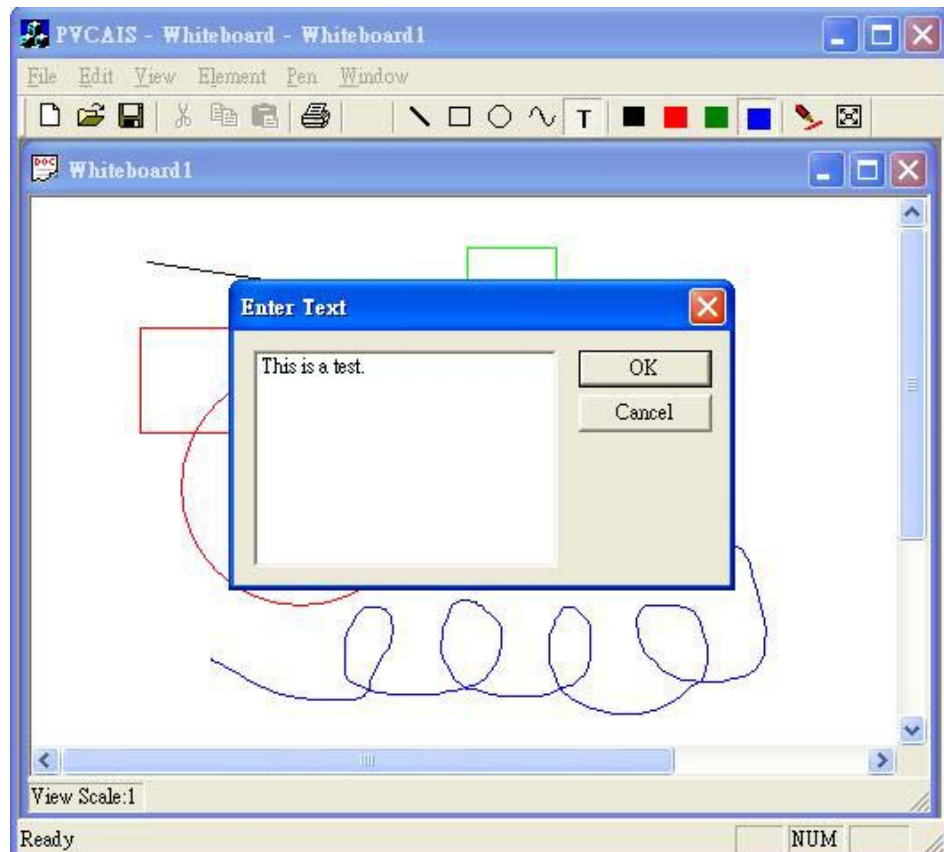 PVCAIS - Whiteboard - Whiteboard1
File Edit View Element Pen Window
T
DOC
Whiteboard1
Enter Text
This is a test.
OK
Cancel
View Scale:1
Ready
NUM